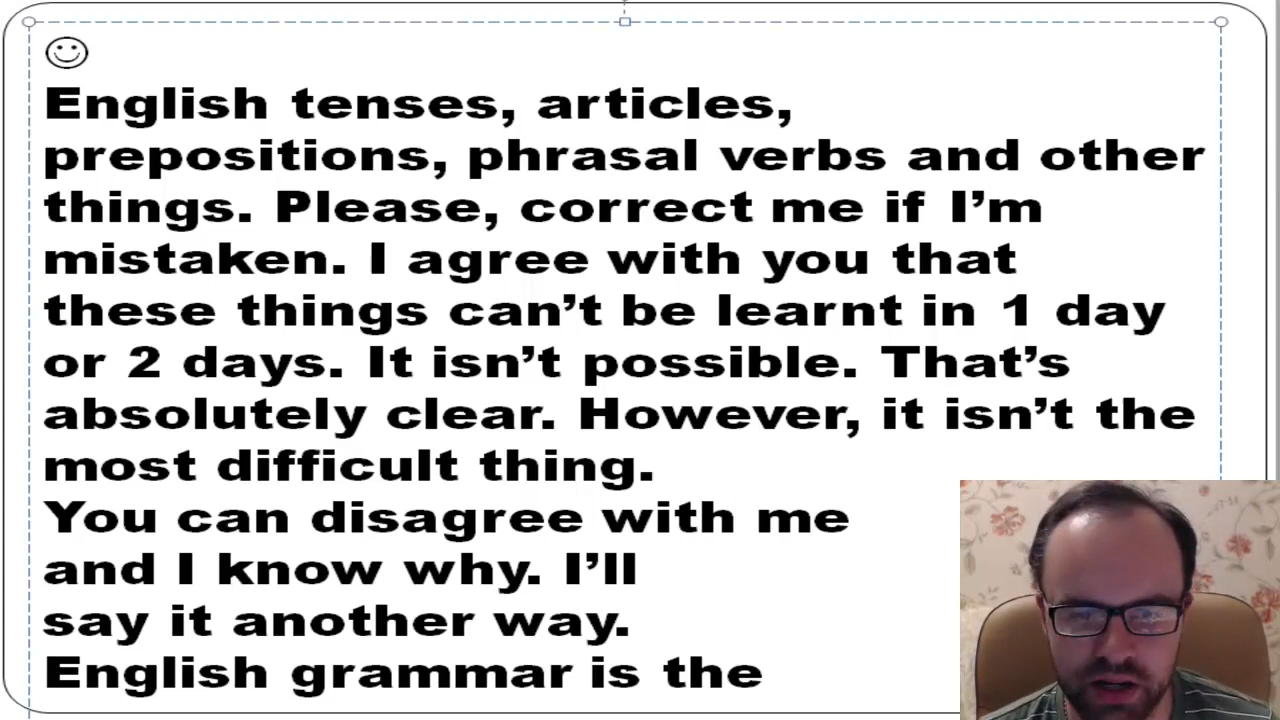 English tenses, articles,
prepositions, phrasal verbs and other
things. Please, correct me if I’m
mistaken. I agree with you that
these things can’t be learnt in 1 day
or 2 days. It isn’t possible. That’s
absolutely clear. However, it isn’t the
most difficult thing.
You can disagree with me
and I know why. I’ll
say it another way.
English grammar is the